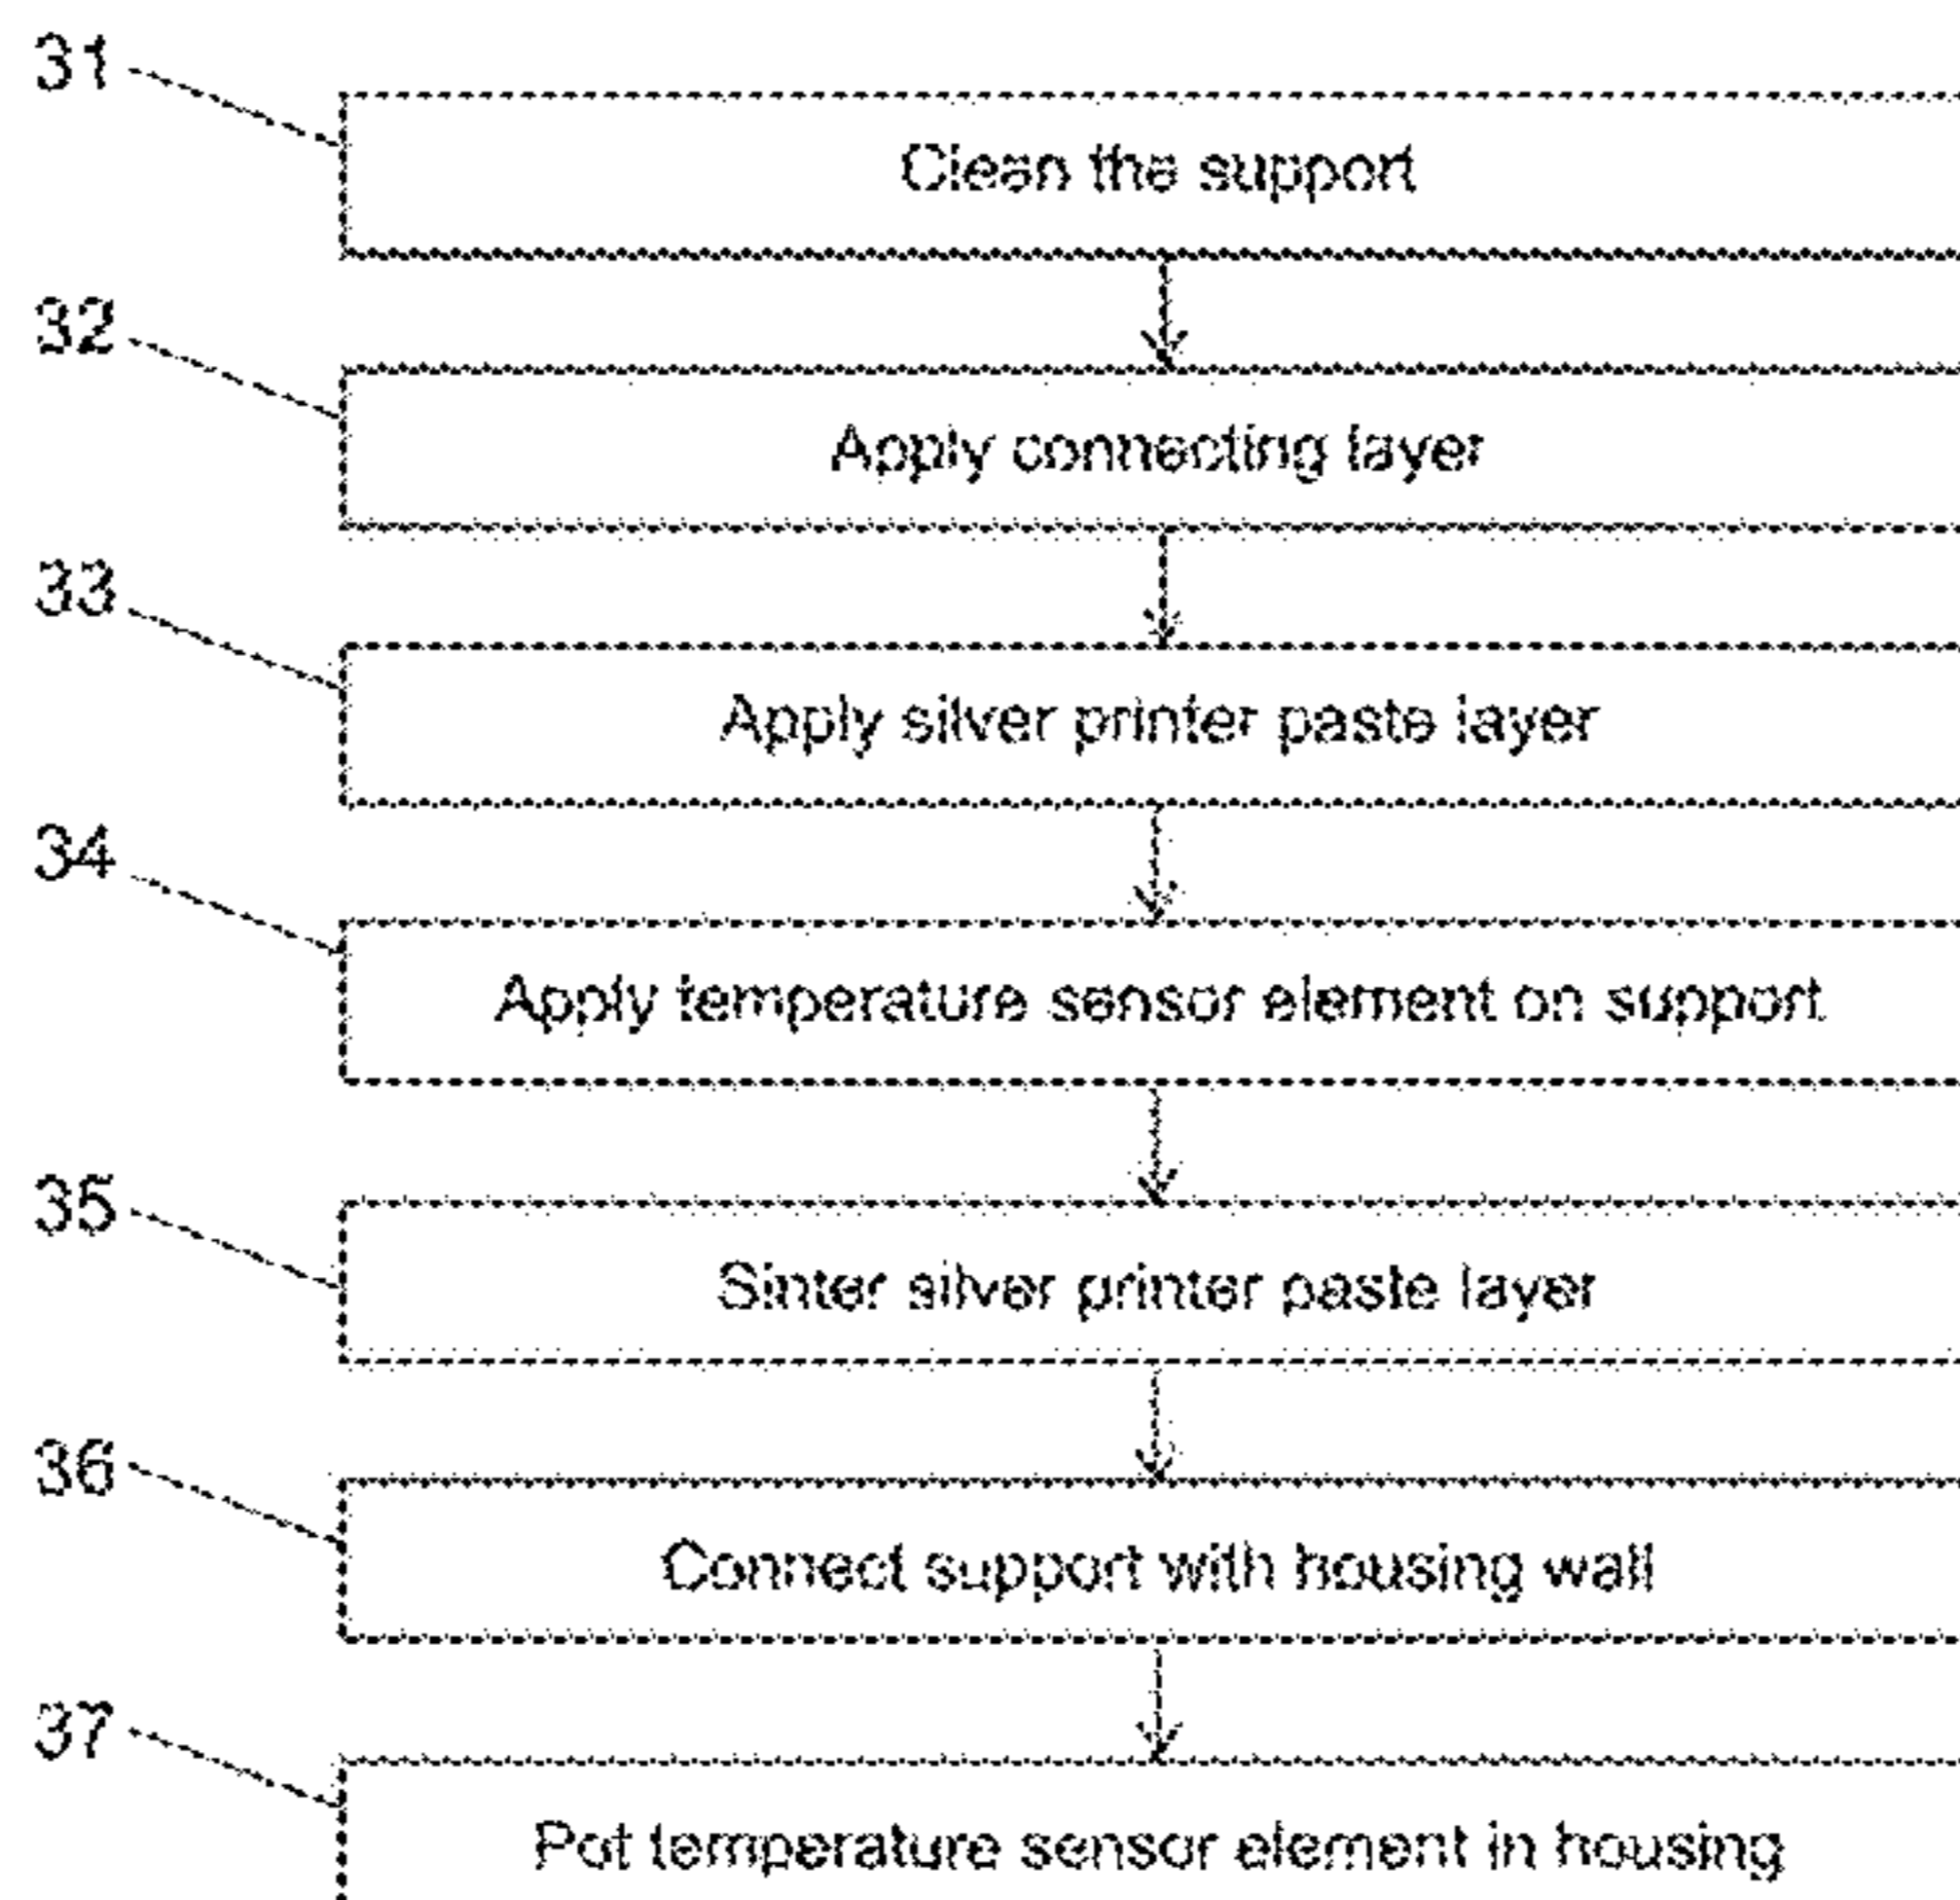 31
Clean the support
32
Apply connecting layer
33
Apply silver printer paste layer
34
Apply temperature sensor element on support
35
Sinter silver printer paste layer
36
Connect support with housing wall
37
Pot temperature sensor element in housing